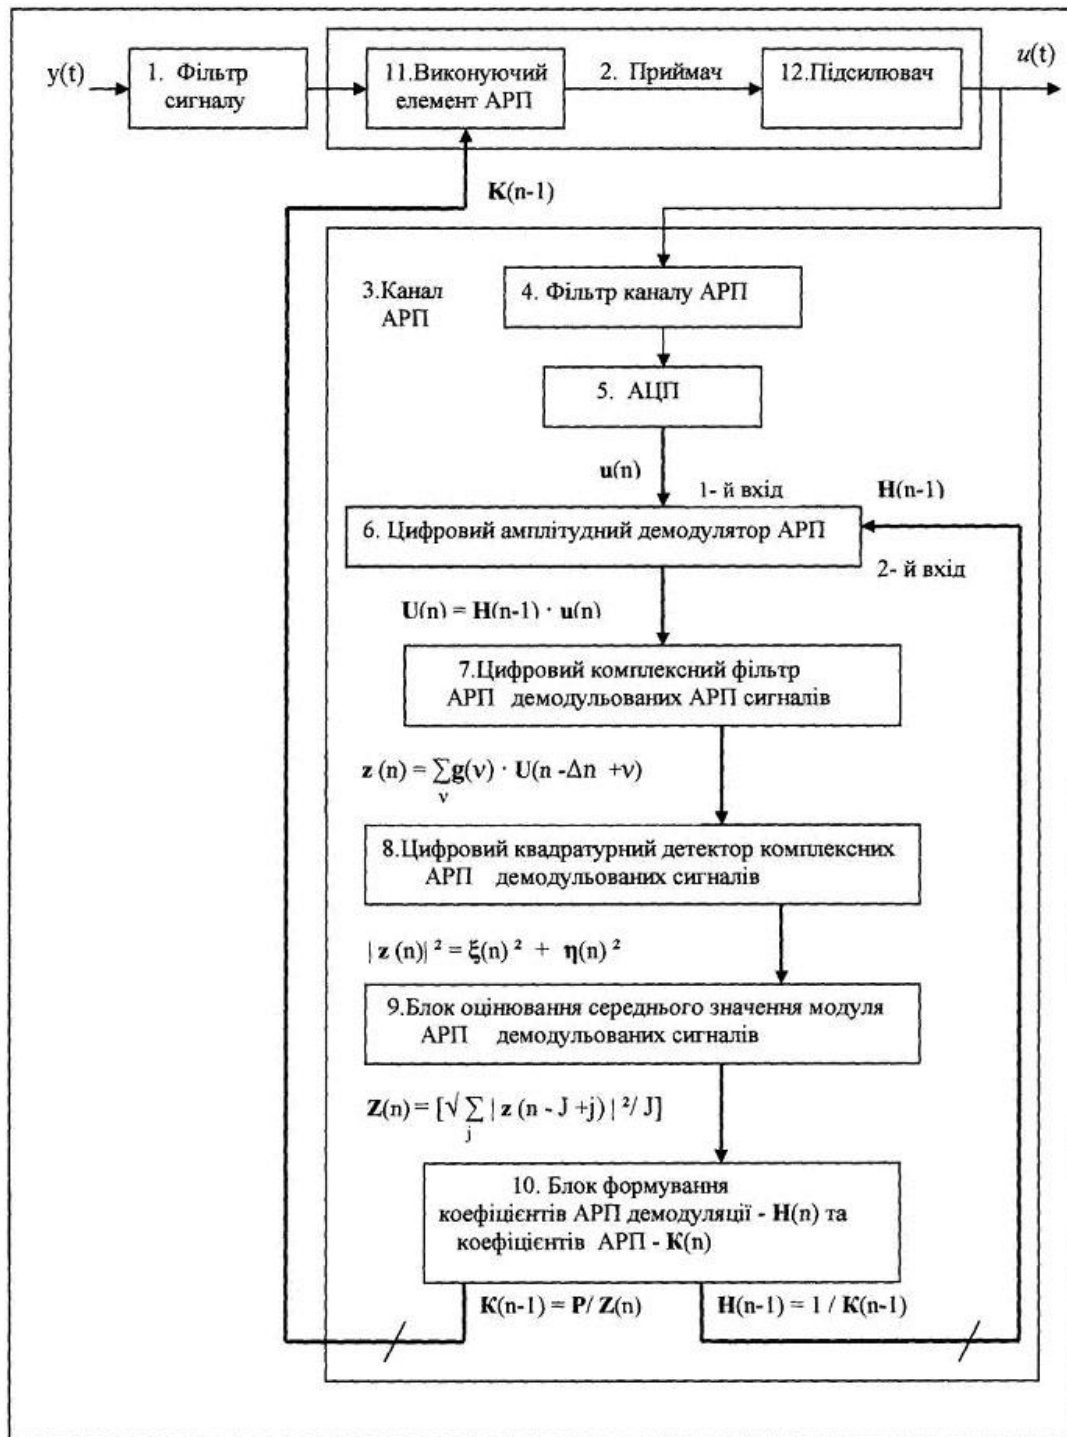 y(t)
1. Фільтр
сигналу
11.Виконуючий
елемент АРП
2. Приймач
12.Підсилювач
u(t)
K(n-1)
3.Канал
АРП
4. Фільтр каналу АРП
5. АЦП
u(n)
1- й вхід
H(n-1)
6. Цифровий амплітудний демодулятор АРП
2- й вхід
U(n) = H(n-1) · u(n)
7.Цифровий комплексний фільтр
АРП демодульованих АРП сигналів
z (n) = ∑g(ν) · U(n -Δn +ν)
ν
8.Цифровий квадратурний детектор комплексних
АРП демодульованих сигналів
| z (n)| ² = ξ(n) ² + η(n) ²
9.Блок оцінювання середнього значення модуля
АРП демодульованих сигналів
Z(n) = [√ ∑ | z (n - J +j) | ²/ J]
j
10. Блок формування
коефіцієнтів АРП демодуляції - H(n) та
коефіцієнтів АРП - K(n)
K(n-1) = P/ Z(n)
H(n-1) = 1 / K(n-1)